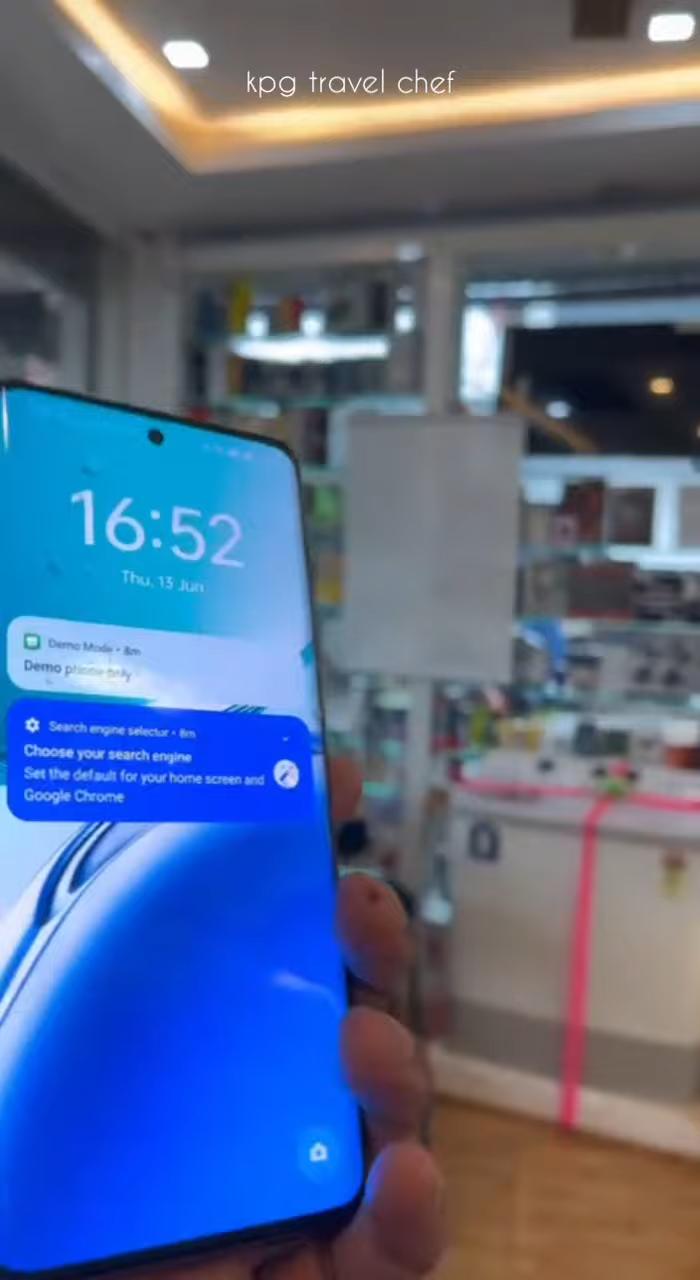 kpg travel chef
16:52
Thu, 13 Jun
Demo Mode • 8m
Demo phone only
Search engine selector • 8m
Choose your search engine
Set the default for your home screen and
Google Chrome